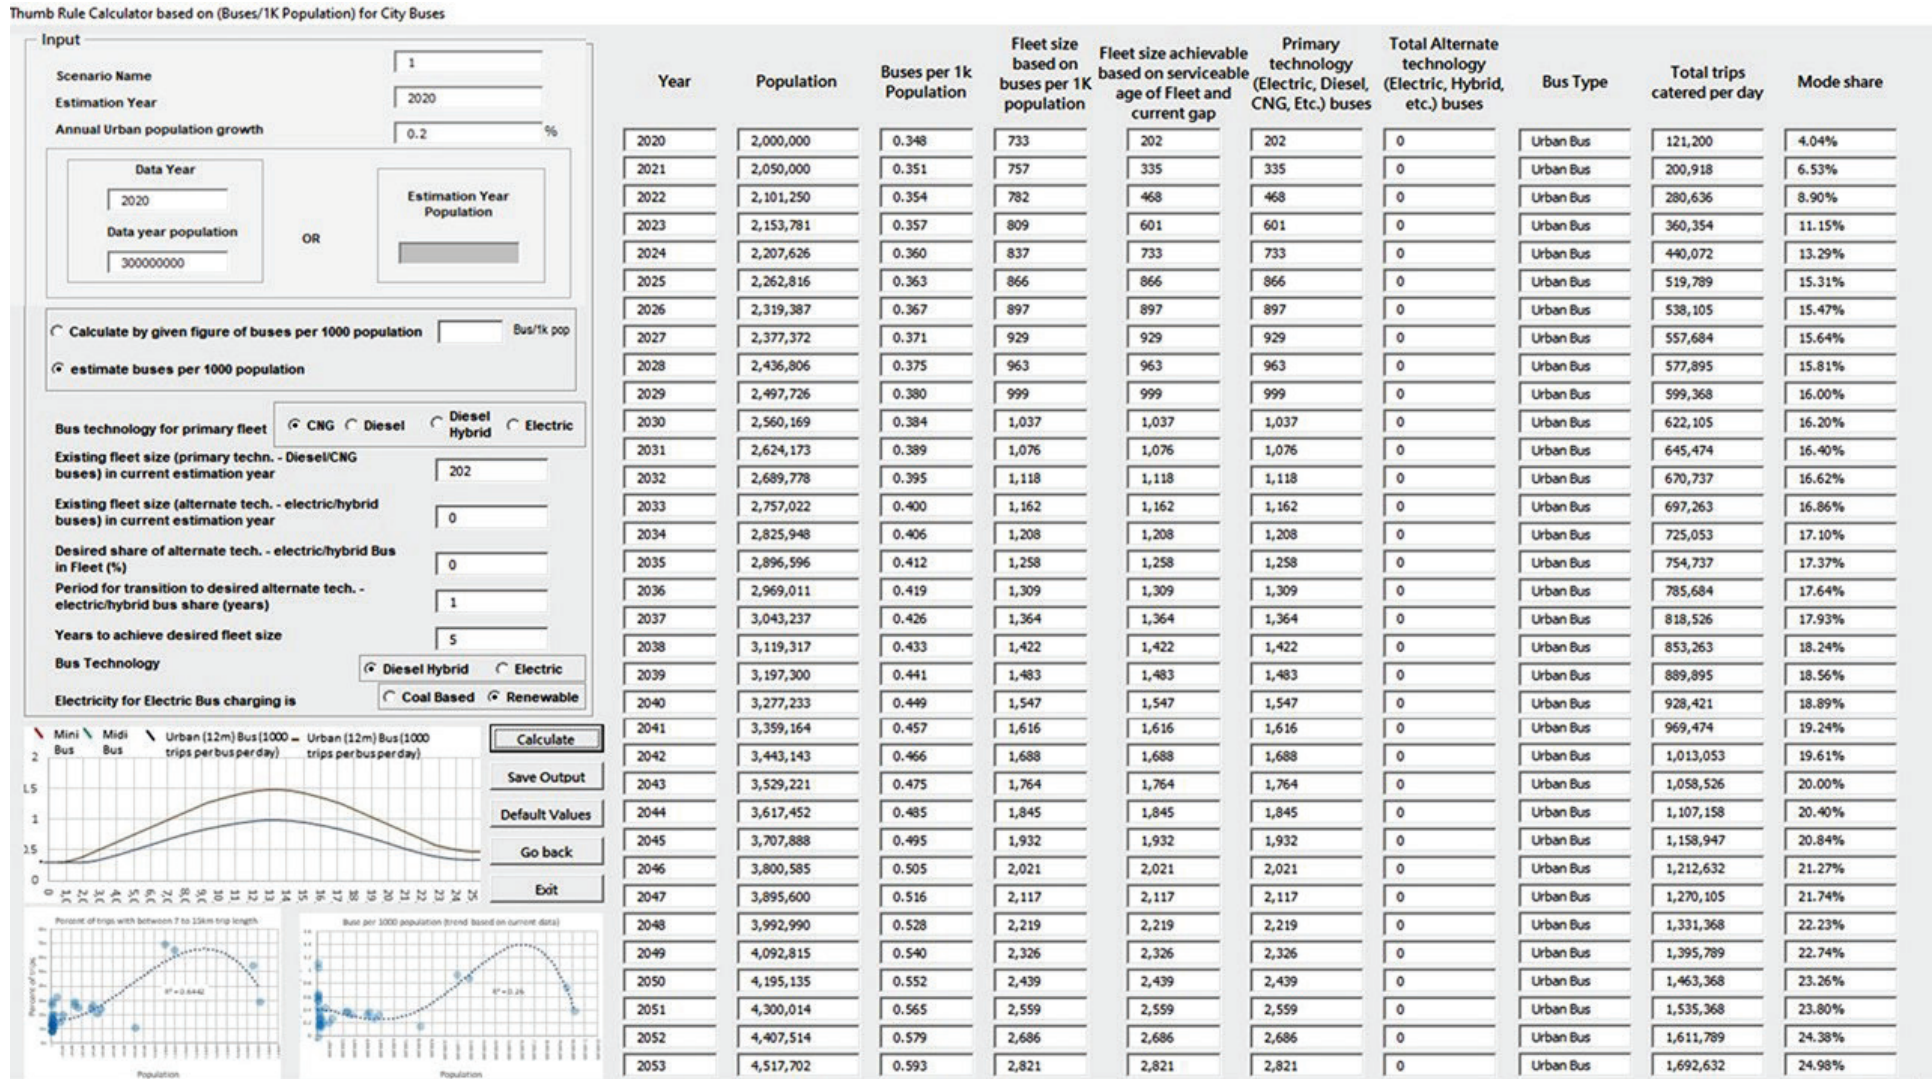 Thumb Rule Calculator based on (Buses/1K Population) for City Buses
Input
Scenario Name 1
Estimation Year 2020
Annual Urban population growth 0.2 %
Data Year
2020
Data year population
300000000
OR
Estimation Year
Population
Calculate by given figure of buses per 1000 population Bus/1k pop
estimate buses per 1000 population
Bus technology for primary fleet CNG Diesel Diesel Hybrid Electric
Existing fleet size (primary techn. - Diesel/CNG
buses) in current estimation year 202
Existing fleet size (alternate tech. - electric/hybrid
buses) in current estimation year 0
Desired share of alternate tech. - electric/hybrid Bus
in Fleet (%) 0
Period for transition to desired alternate tech. -
electric/hybrid bus share (years) 1
Years to achieve desired fleet size 5
Bus Technology Diesel Hybrid Electric
Electricity for Electric Bus charging is Coal Based Renewable
Mini Bus Midi Bus Urban (12m) Bus (1000 trips per bus per day) Urban (12m) Bus (1000 trips per bus per day)
2
1.5
1
0.5
0
Calculate
Save Output
Default Values
Go back
Exit
Percent of trips with between 7 to 15km trip length
Percent of trips
R² = 0.6442
Population
Buse per 1000 population (trend based on current data)
R² = 0.26
Population
Year Population Buses per 1k Population Fleet size based on buses per 1K population Fleet size achievable based on serviceable age of Fleet and current gap Primary technology (Electric, Diesel, CNG, Etc.) buses Total Alternate technology (Electric, Hybrid, etc.) buses Bus Type Total trips catered per day Mode share
2020 2,000,000 0.348 733 202 202 0 Urban Bus 121,200 4.04%
2021 2,050,000 0.351 757 335 335 0 Urban Bus 200,918 6.53%
2022 2,101,250 0.354 782 468 468 0 Urban Bus 280,636 8.90%
2023 2,153,781 0.357 809 601 601 0 Urban Bus 360,354 11.15%
2024 2,207,626 0.360 837 733 733 0 Urban Bus 440,072 13.29%
2025 2,262,816 0.363 866 866 866 0 Urban Bus 519,789 15.31%
2026 2,319,387 0.367 897 897 897 0 Urban Bus 538,105 15.47%
2027 2,377,372 0.371 929 929 929 0 Urban Bus 557,684 15.64%
2028 2,436,806 0.375 963 963 963 0 Urban Bus 577,895 15.81%
2029 2,497,726 0.380 999 999 999 0 Urban Bus 599,368 16.00%
2030 2,560,169 0.384 1,037 1,037 1,037 0 Urban Bus 622,105 16.20%
2031 2,624,173 0.389 1,076 1,076 1,076 0 Urban Bus 645,474 16.40%
2032 2,689,778 0.395 1,118 1,118 1,118 0 Urban Bus 670,737 16.62%
2033 2,757,022 0.400 1,162 1,162 1,162 0 Urban Bus 697,263 16.86%
2034 2,825,948 0.406 1,208 1,208 1,208 0 Urban Bus 725,053 17.10%
2035 2,896,596 0.412 1,258 1,258 1,258 0 Urban Bus 754,737 17.37%
2036 2,969,011 0.419 1,309 1,309 1,309 0 Urban Bus 785,684 17.64%
2037 3,043,237 0.426 1,364 1,364 1,364 0 Urban Bus 818,526 17.93%
2038 3,119,317 0.433 1,422 1,422 1,422 0 Urban Bus 853,263 18.24%
2039 3,197,300 0.441 1,483 1,483 1,483 0 Urban Bus 889,895 18.56%
2040 3,277,233 0.449 1,547 1,547 1,547 0 Urban Bus 928,421 18.89%
2041 3,359,164 0.457 1,616 1,616 1,616 0 Urban Bus 969,474 19.24%
2042 3,443,143 0.466 1,688 1,688 1,688 0 Urban Bus 1,013,053 19.61%
2043 3,529,221 0.475 1,764 1,764 1,764 0 Urban Bus 1,058,526 20.00%
2044 3,617,452 0.485 1,845 1,845 1,845 0 Urban Bus 1,107,158 20.40%
2045 3,707,888 0.495 1,932 1,932 1,932 0 Urban Bus 1,158,947 20.84%
2046 3,800,585 0.505 2,021 2,021 2,021 0 Urban Bus 1,212,632 21.27%
2047 3,895,600 0.516 2,117 2,117 2,117 0 Urban Bus 1,270,105 21.74%
2048 3,992,990 0.528 2,219 2,219 2,219 0 Urban Bus 1,331,368 22.23%
2049 4,092,815 0.540 2,326 2,326 2,326 0 Urban Bus 1,395,789 22.74%
2050 4,195,135 0.552 2,439 2,439 2,439 0 Urban Bus 1,463,368 23.26%
2051 4,300,014 0.565 2,559 2,559 2,559 0 Urban Bus 1,535,368 23.80%
2052 4,407,514 0.579 2,686 2,686 2,686 0 Urban Bus 1,611,789 24.38%
2053 4,517,702 0.593 2,821 2,821 2,821 0 Urban Bus 1,692,632 24.98%